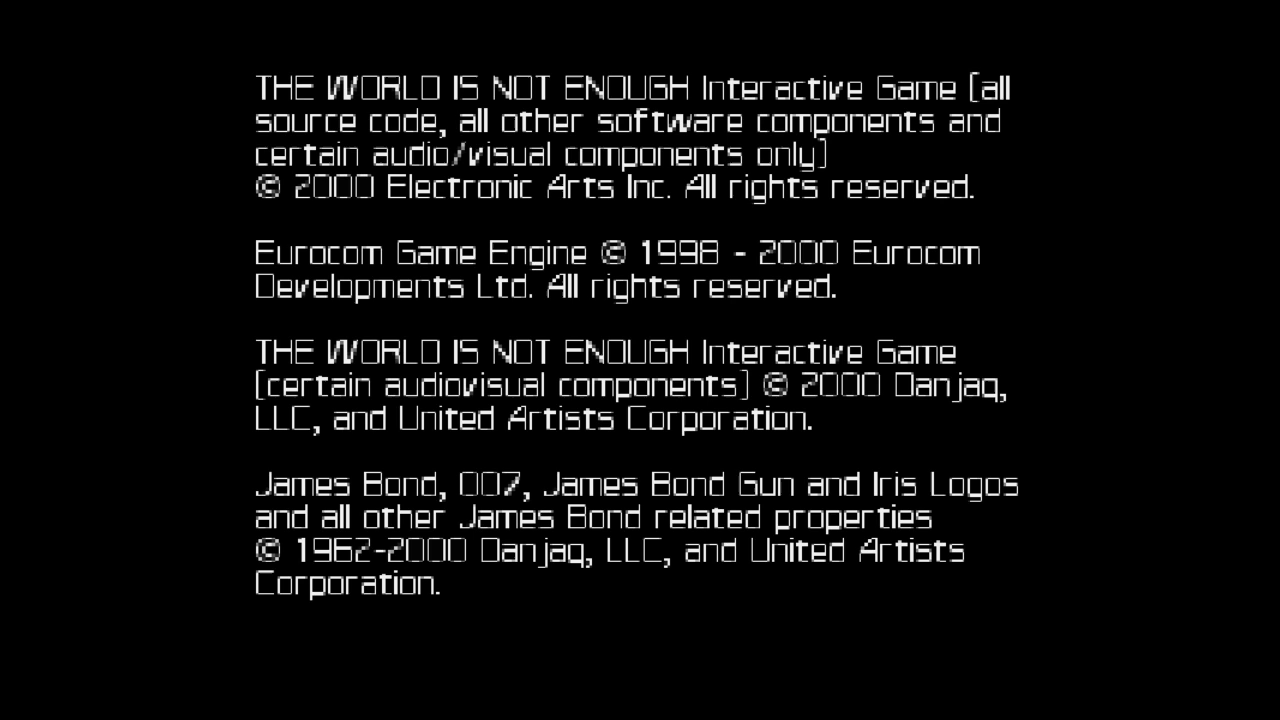 THE WORLD IS NOT ENOUGH Interactive Game (all
source code, all other software components and
certain audio/visual components only)
© 2000 Electronic Arts Inc. All rights reserved.
Eurocom Game Engine © 1998 - 2000 Eurocom
Developments Ltd. All rights reserved.
THE WORLD IS NOT ENOUGH Interactive Game
(certain audiovisual components) © 2000 Danjaq,
LLC, and United Artists Corporation.
James Bond, 007, James Bond Gun and Iris Logos
and all other James Bond related properties
© 1962-2000 Danjaq, LLC, and United Artists
Corporation.